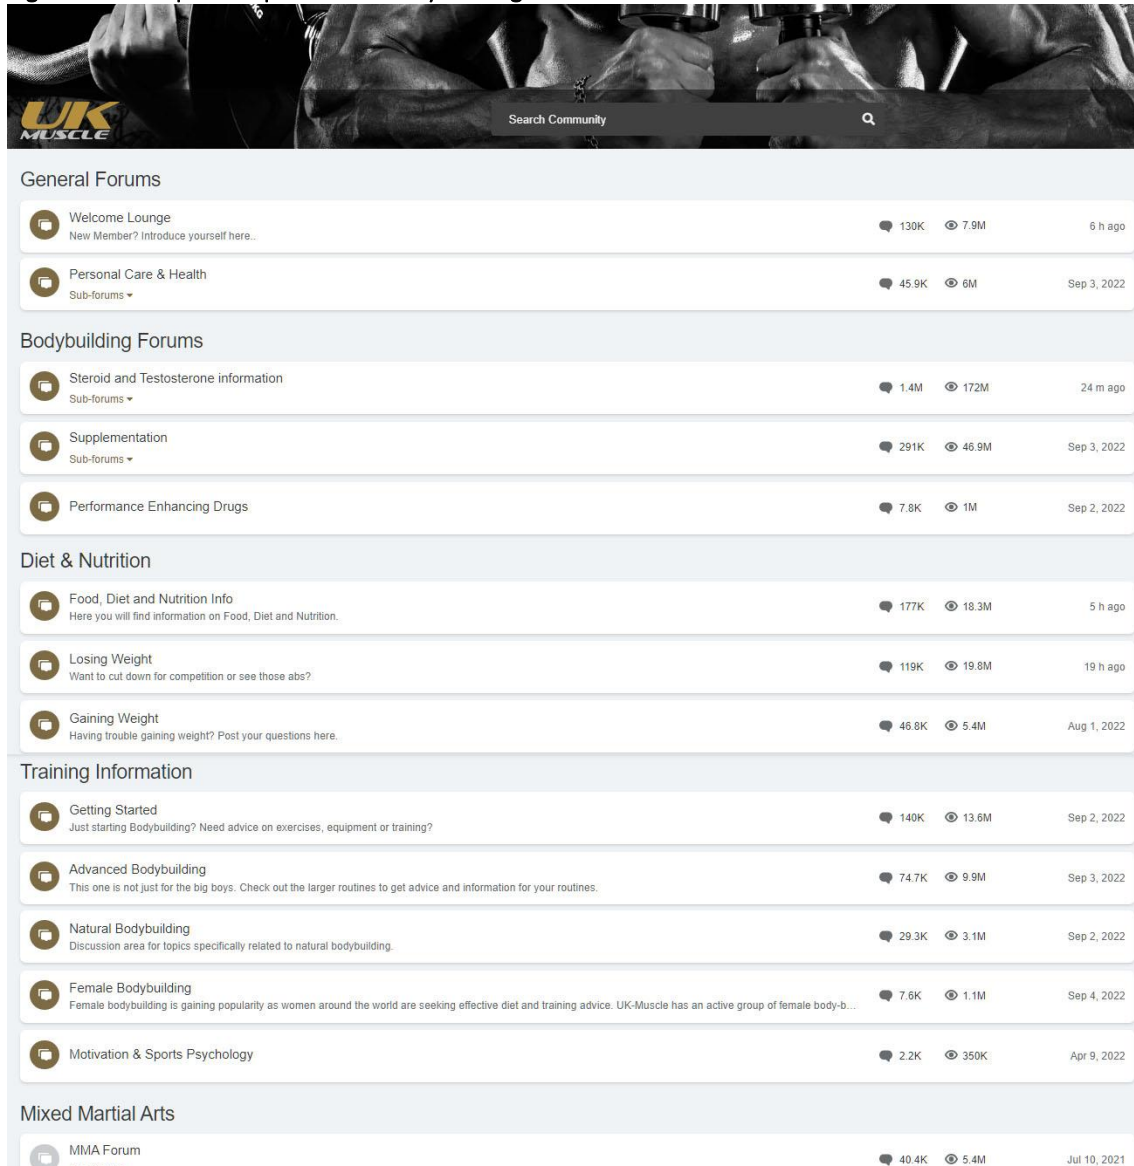 KG
UK
MUSCLE
Search Community
General Forums
Welcome Lounge
New Member? Introduce yourself here..
130K 7.9M 6 h ago
Personal Care & Health
Sub-forums
45.9K 6M Sep 3, 2022
Bodybuilding Forums
Steroid and Testosterone information
Sub-forums
1.4M 172M 24 m ago
Supplementation
Sub-forums
291K 46.9M Sep 3, 2022
Performance Enhancing Drugs
7.8K 1M Sep 2, 2022
Diet & Nutrition
Food, Diet and Nutrition Info
Here you will find information on Food, Diet and Nutrition.
177K 18.3M 5 h ago
Losing Weight
Want to cut down for competition or see those abs?
119K 19.8M 19 h ago
Gaining Weight
Having trouble gaining weight? Post your questions here.
46.8K 5.4M Aug 1, 2022
Training Information
Getting Started
Just starting Bodybuilding? Need advice on exercises, equipment or training?
140K 13.6M Sep 2, 2022
Advanced Bodybuilding
This one is not just for the big boys. Check out the larger routines to get advice and information for your routines.
74.7K 9.9M Sep 3, 2022
Natural Bodybuilding
Discussion area for topics specifically related to natural bodybuilding.
29.3K 3.1M Sep 2, 2022
Female Bodybuilding
Female bodybuilding is gaining popularity as women around the world are seeking effective diet and training advice. UK-Muscle has an active group of female body-b...
7.6K 1.1M Sep 4, 2022
Motivation & Sports Psychology
2.2K 350K Apr 9, 2022
Mixed Martial Arts
MMA Forum
40.4K 5.4M Jul 10, 2021